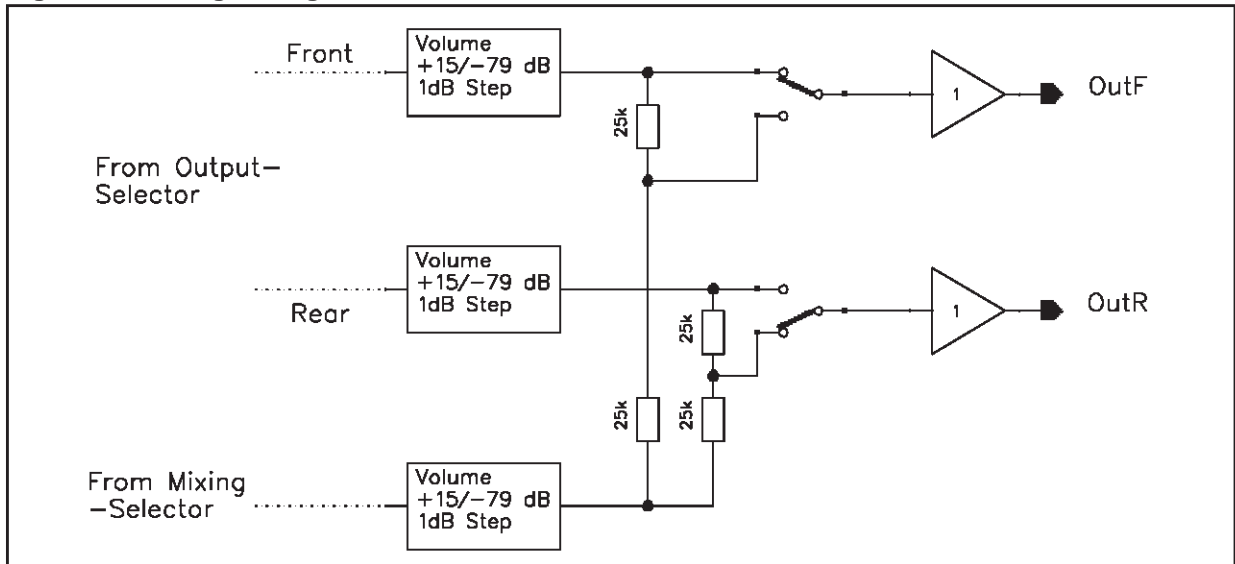 Front
Volume
+15/-79 dB
1dB Step
25k
1
OutF
From Output-
Selector
Rear
Volume
+15/-79 dB
1dB Step
25k
1
OutR
25k
25k
From Mixing
-Selector
Volume
+15/-79 dB
1dB Step